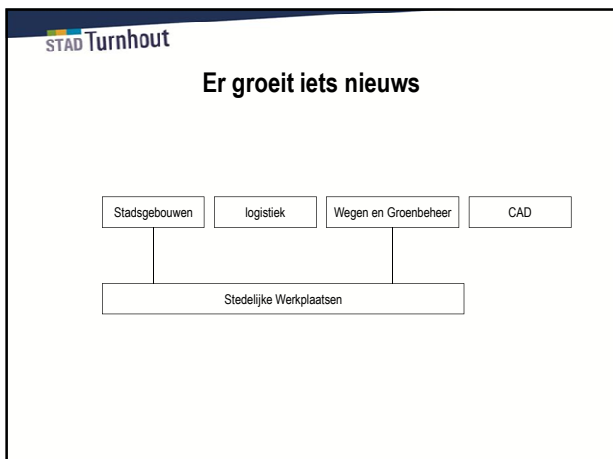 STAD Turnhout
Er groeit iets nieuws
Stadsgebouwen
logistiek
Wegen en Groenbeheer
CAD
Stedelijke Werkplaatsen